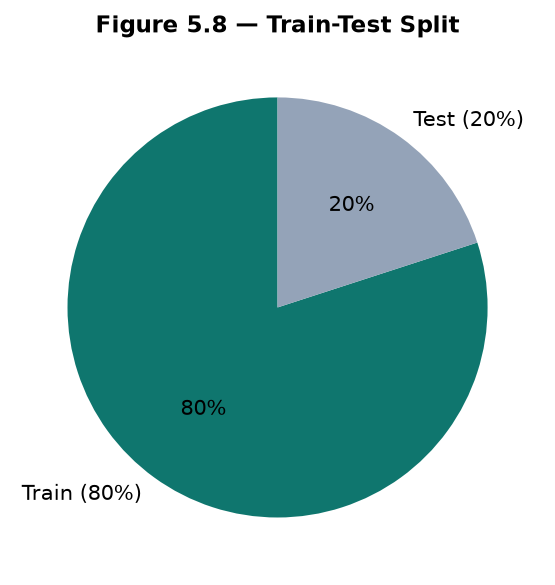 Figure 5.8 — Train-Test Split
Test (20%)
20%
80%
Train (80%)